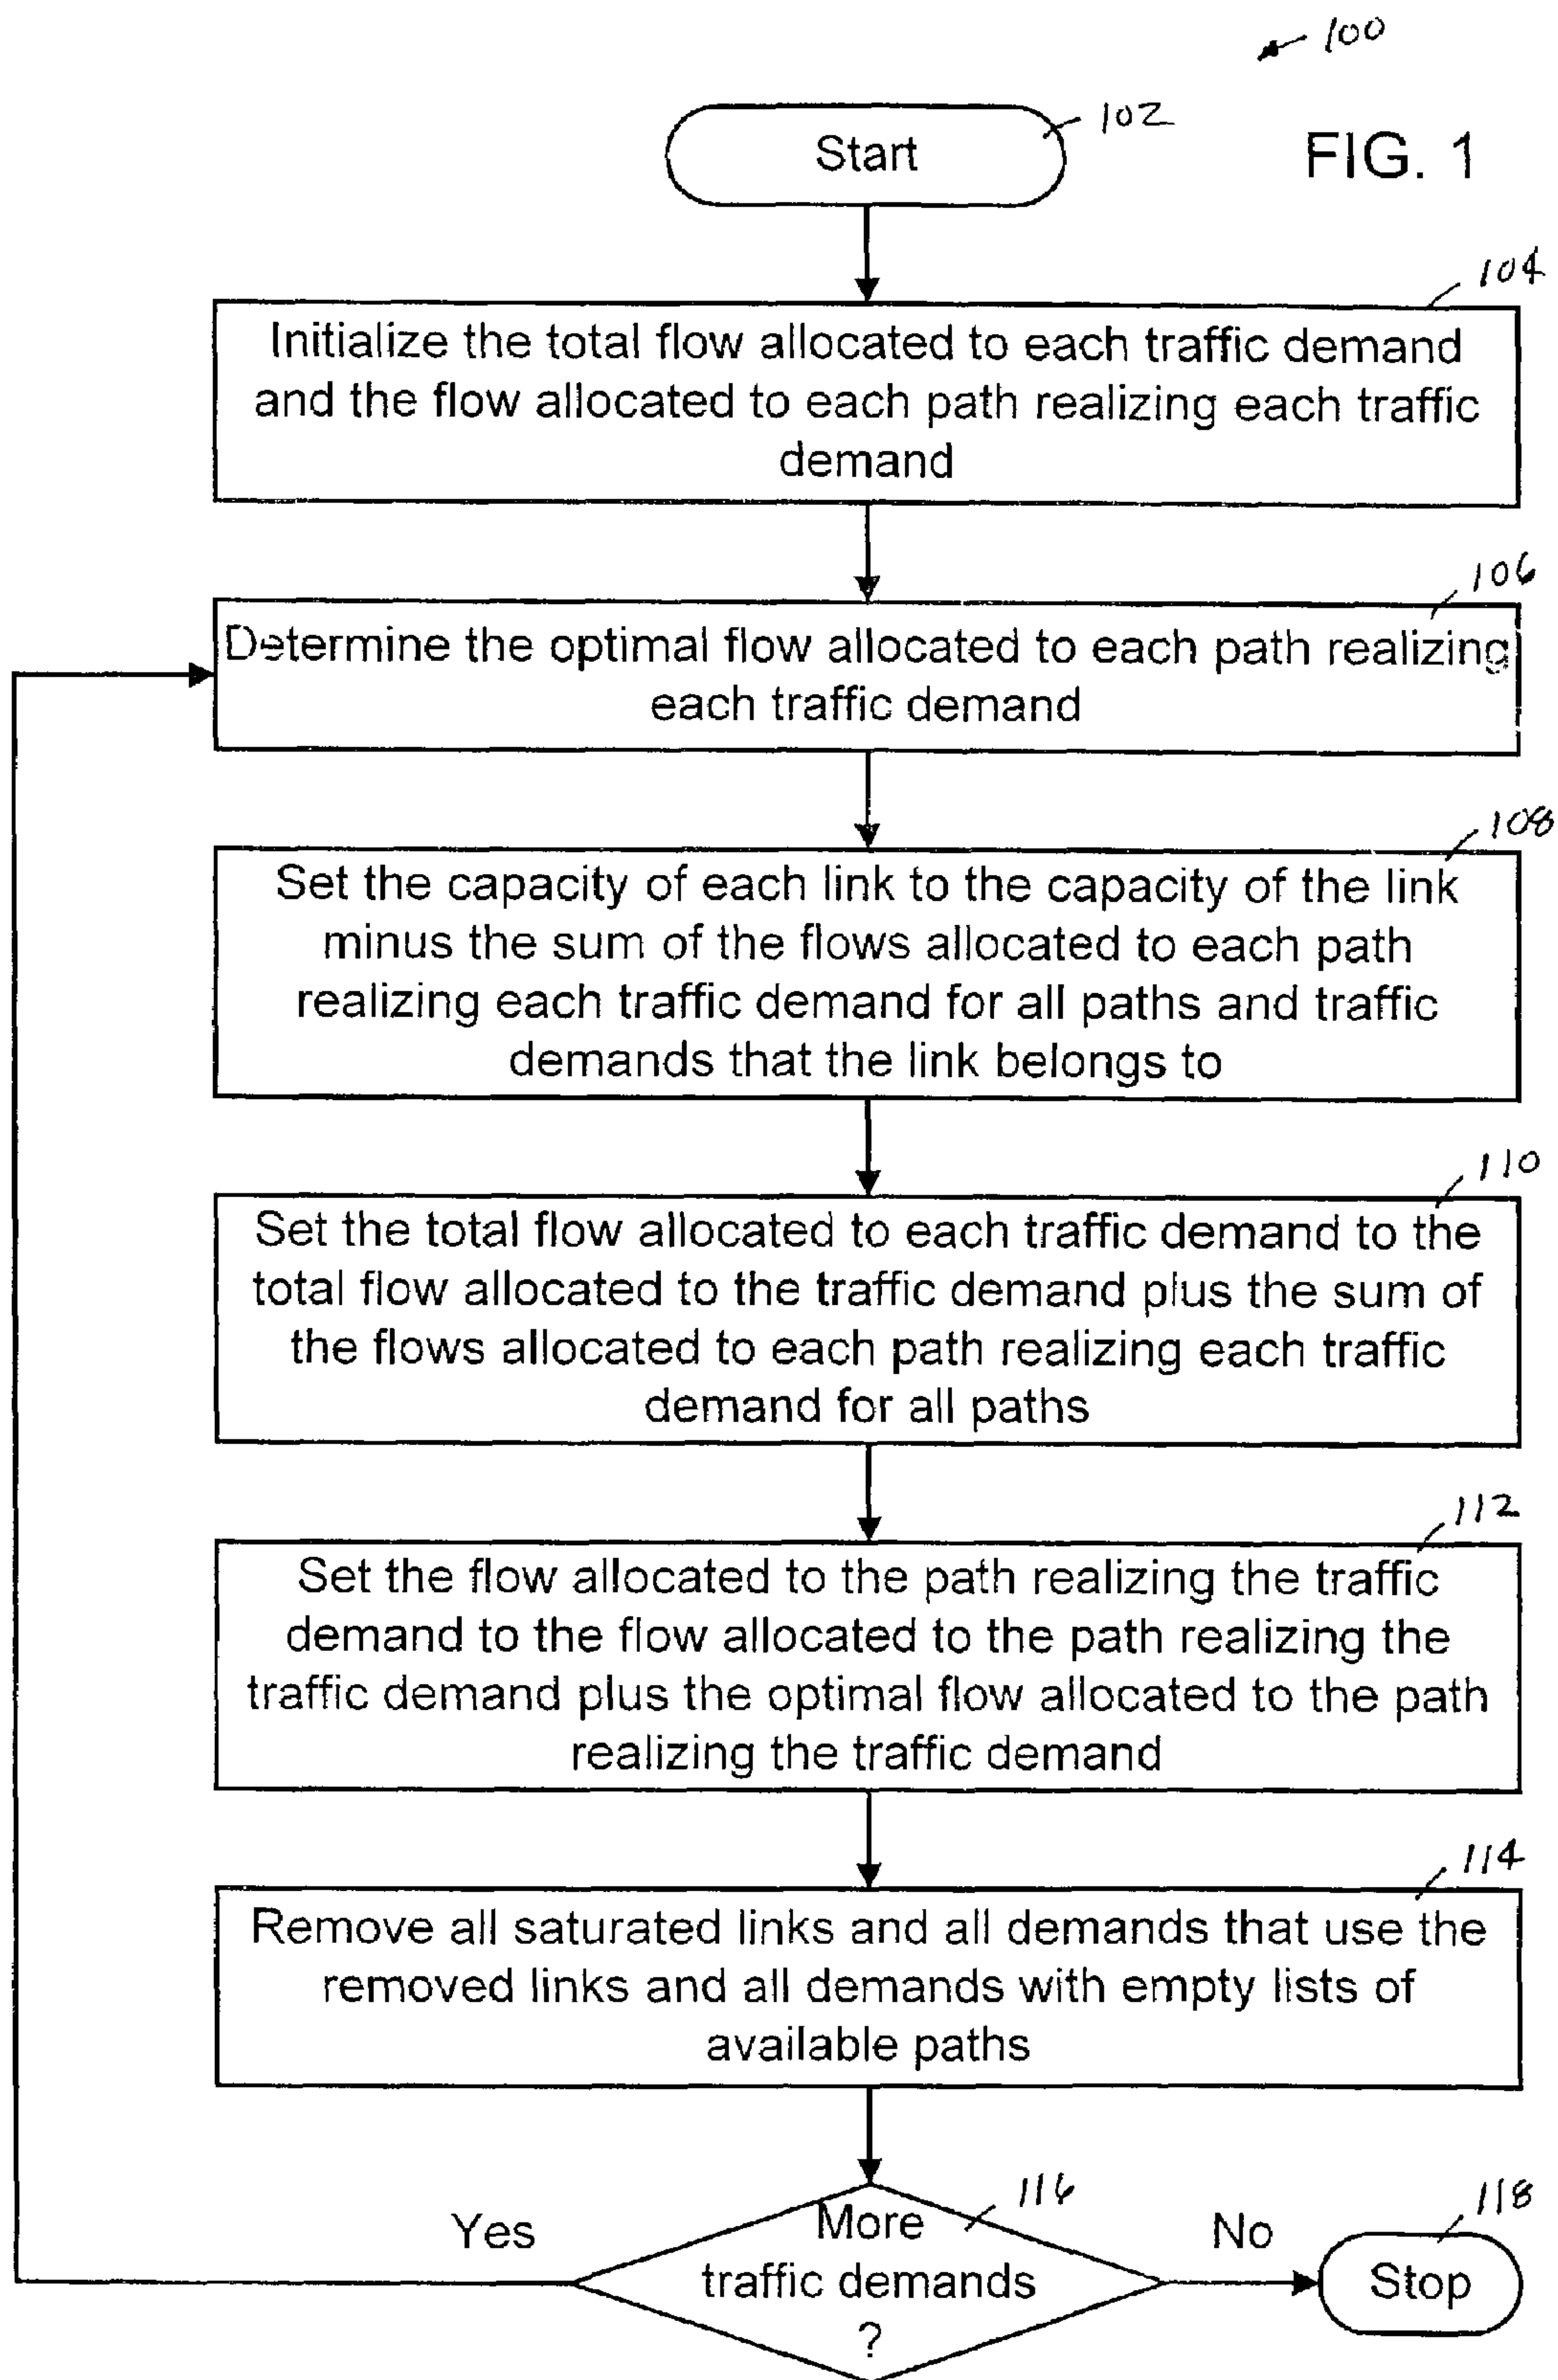 100
Start
102
FIG. 1
104
Initialize the total flow allocated to each traffic demand
and the flow allocated to each path realizing each traffic
demand
106
Determine the optimal flow allocated to each path realizing
each traffic demand
108
Set the capacity of each link to the capacity of the link
minus the sum of the flows allocated to each path
realizing each traffic demand for all paths and traffic
demands that the link belongs to
110
Set the total flow allocated to each traffic demand to the
total flow allocated to the traffic demand plus the sum of
the flows allocated to each path realizing each traffic
demand for all paths
112
Set the flow allocated to the path realizing the traffic
demand to the flow allocated to the path realizing the
traffic demand plus the optimal flow allocated to the path
realizing the traffic demand
114
Remove all saturated links and all demands that use the
removed links and all demands with empty lists of
available paths
116
More
traffic demands
?
Yes
No
118
Stop